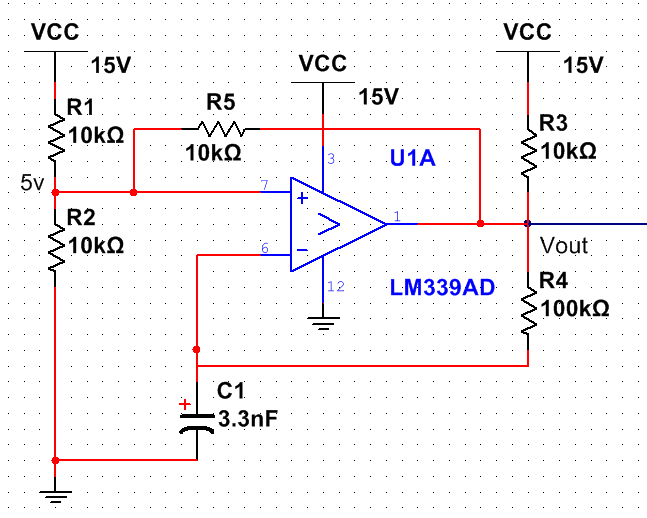 VCC
15V
R1
10kΩ
5v
R2
10kΩ
R5
10kΩ
VCC
15V
3
U1A
7
+
1
6
−
12
LM339AD
VCC
15V
R3
10kΩ
Vout
R4
100kΩ
+
C1
3.3nF